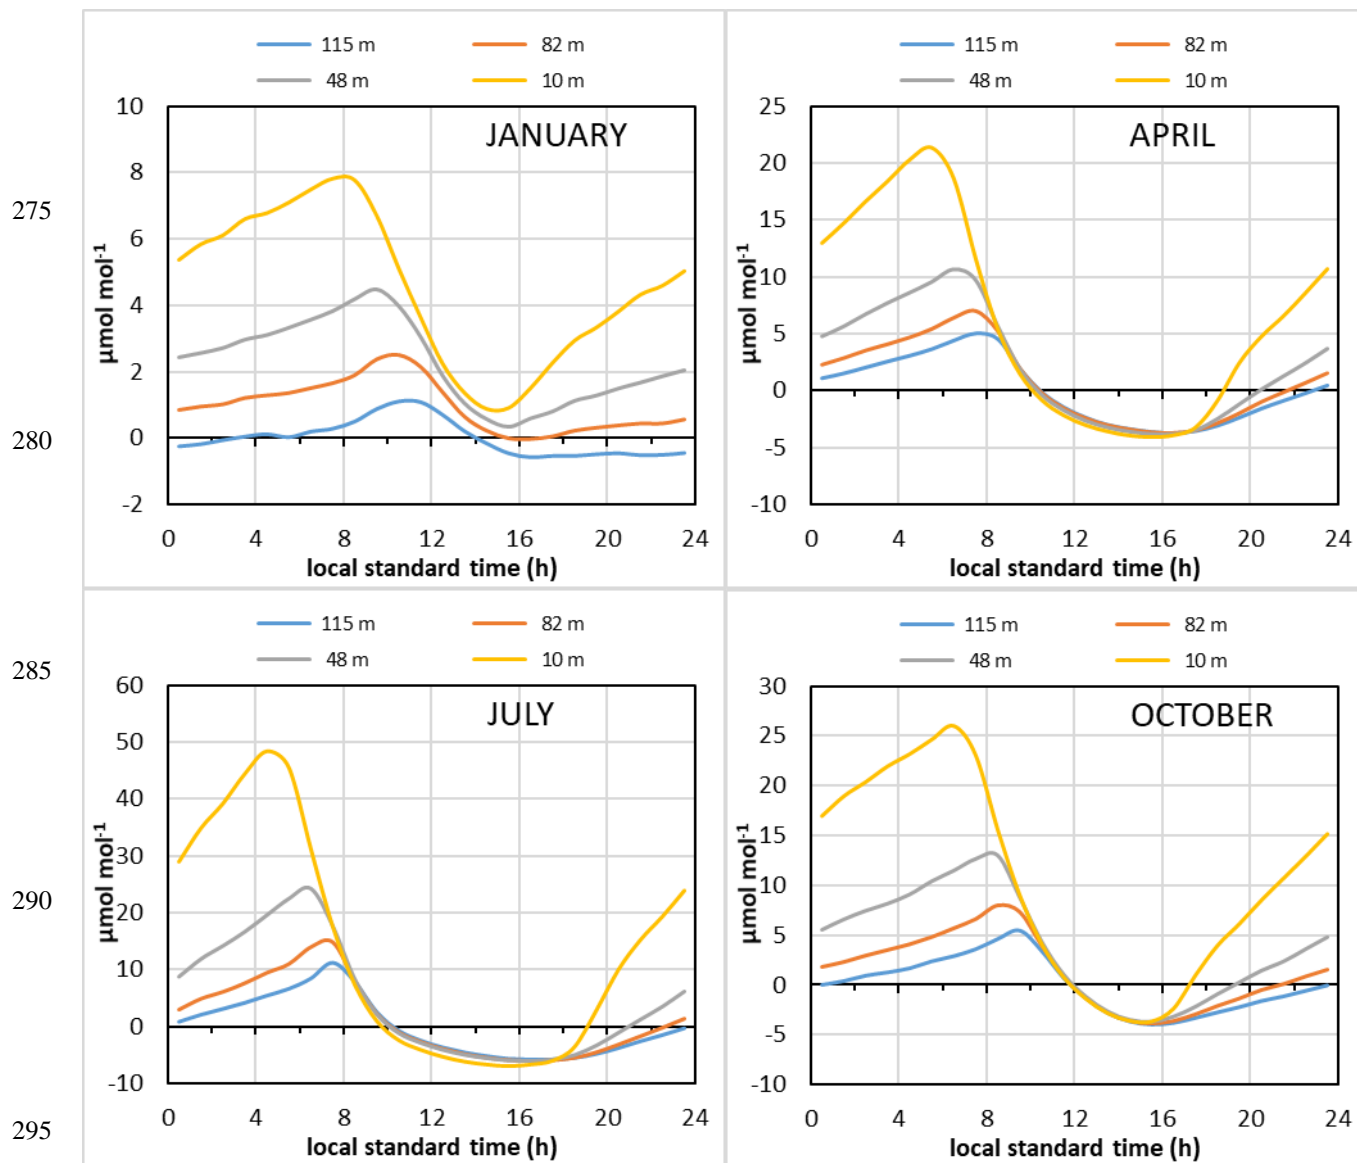 115 m 82 m
48 m 10 m
JANUARY
10
8
6
4
2
0
-2
µmol mol-1
0 4 8 12 16 20 24
local standard time (h)
115 m 82 m
48 m 10 m
APRIL
25
20
15
10
5
0
-5
-10
µmol mol-1
0 4 8 12 16 20 24
local standard time (h)
115 m 82 m
48 m 10 m
JULY
60
50
40
30
20
10
0
-10
µmol mol-1
0 4 8 12 16 20 24
local standard time (h)
115 m 82 m
48 m 10 m
OCTOBER
30
25
20
15
10
5
0
-5
-10
µmol mol-1
0 4 8 12 16 20 24
local standard time (h)
275
280
285
290
295